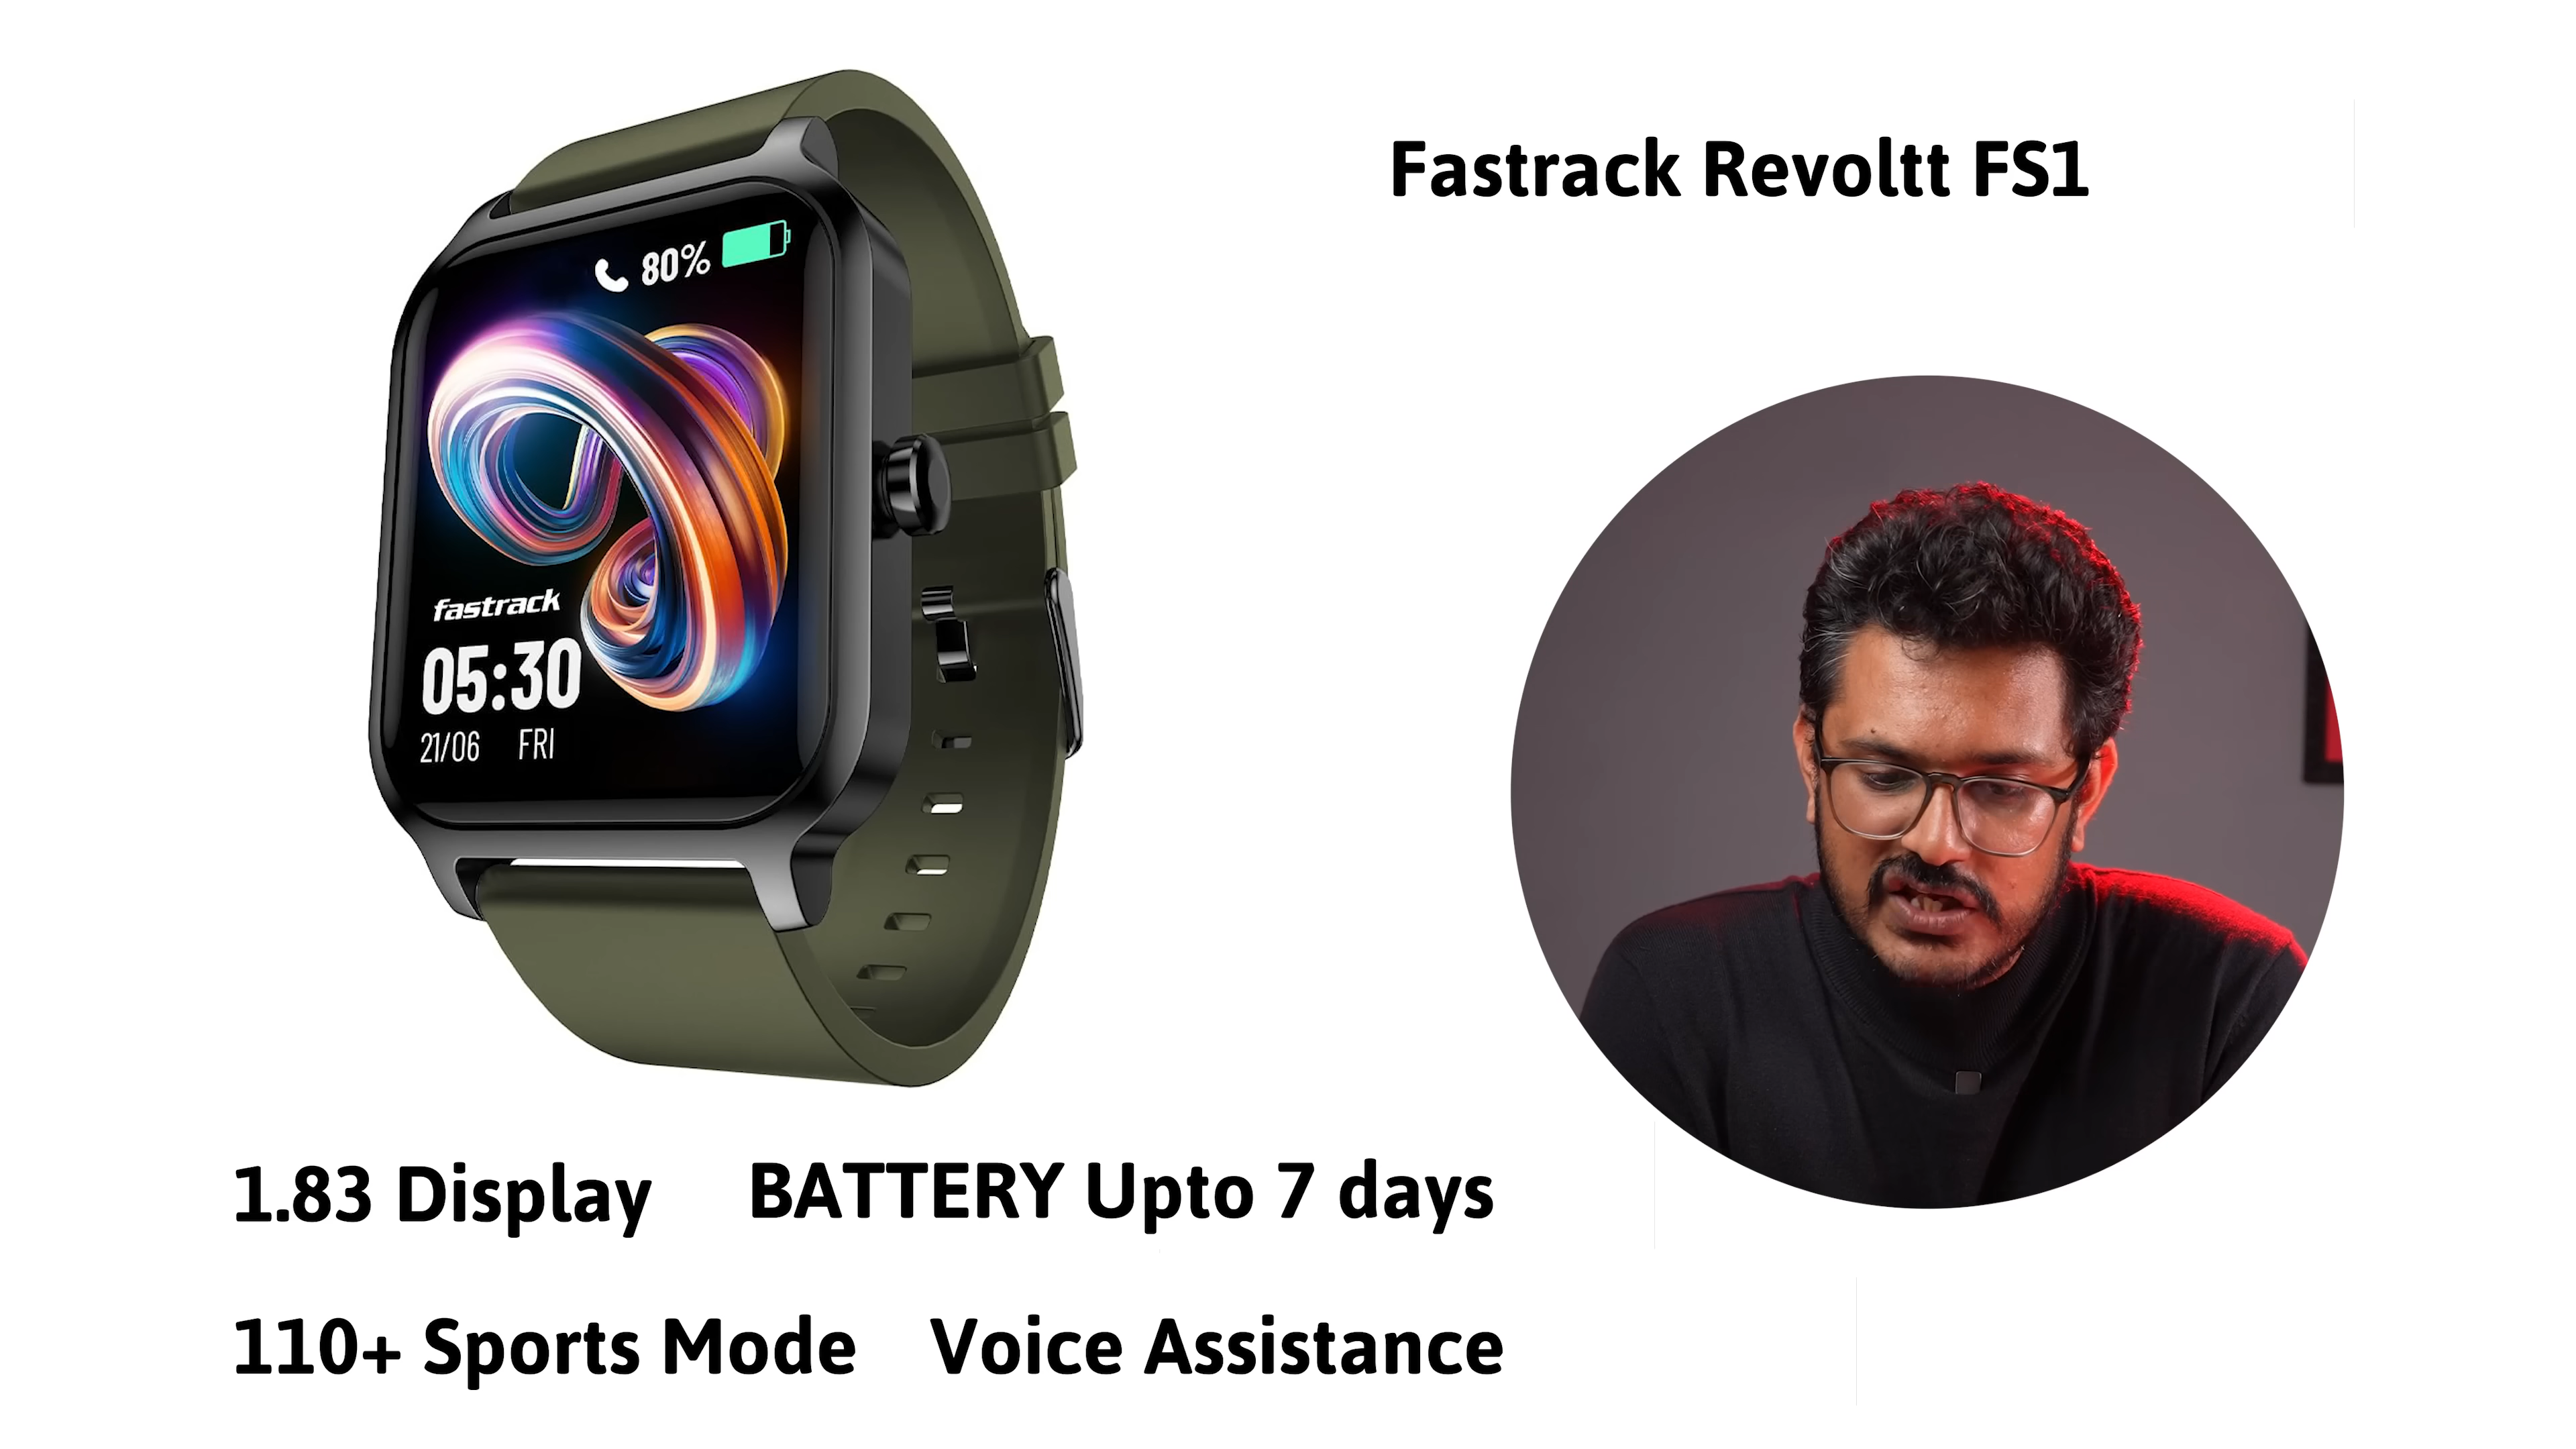 Fastrack Revoltt FS1
80%
fastrack
05:30
21/06 FRI
1.83 Display BATTERY Upto 7 days
110+ Sports Mode Voice Assistance